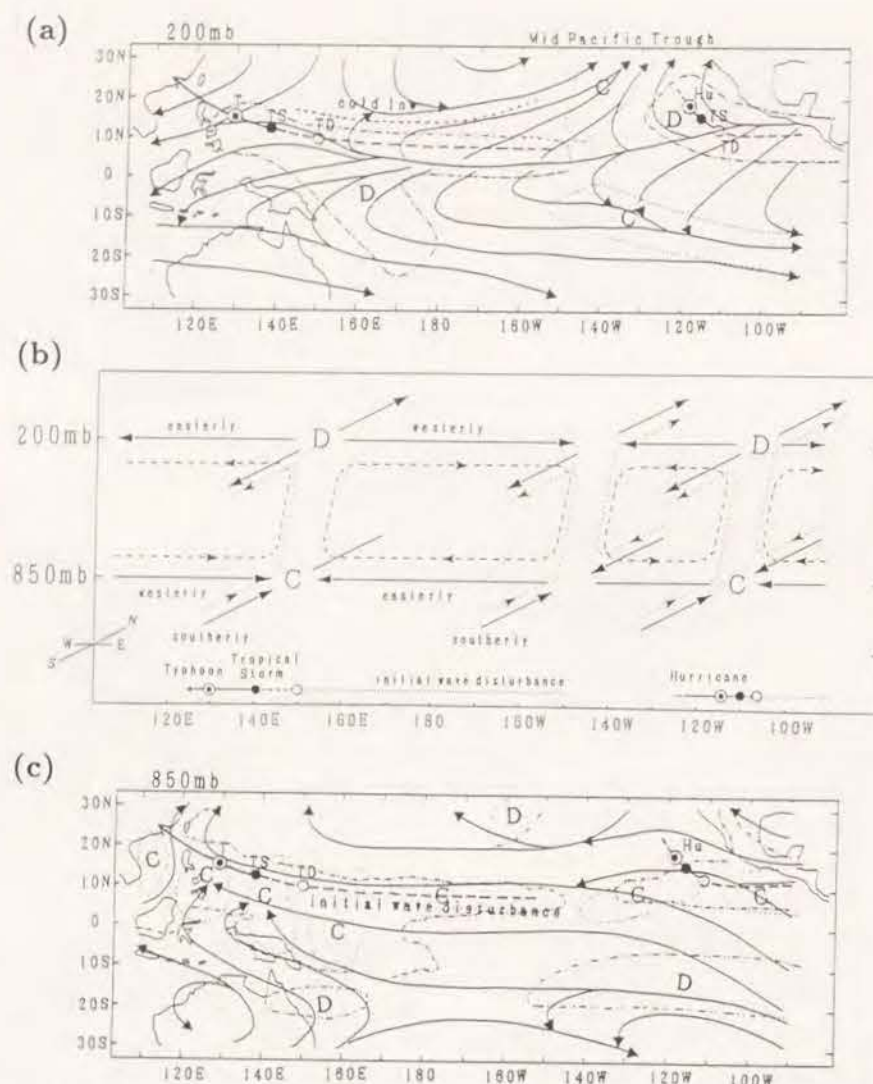 (a)
200mb
Mid Pacific Trough
30N
20N
10N
0
10S
20S
30S
T
TS
TD
cold low
C
Hu
D
TS
TD
D
C
120E 140E 160E 180 160W 140W 120W 100W
(b)
200mb
easterly D westerly D
850mb
C C
westerly easterly
southerly southerly
N
W E
S
Typhoon
Tropical
Storm
initial wave disturbance
Hurricane
120E 140E 160E 180 160W 140W 120W 100W
(c)
850mb
30N
20N
10N
0
10S
20S
30S
D
C
T
TS
TD
C
C
C
C
C
Hu
initial wave disturbance
C
D
D
120E 140E 160E 180 160W 140W 120W 100W